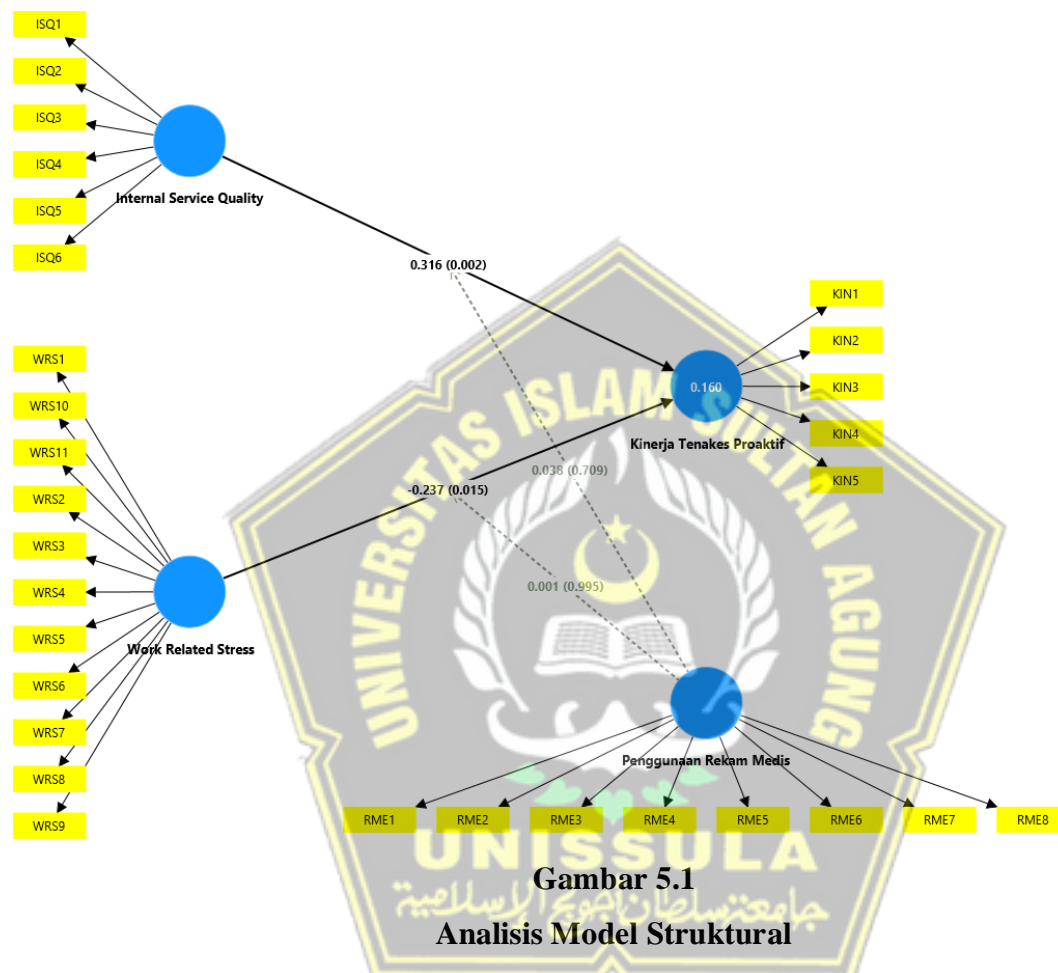 ISQ1
ISQ2
ISQ3
ISQ4
ISQ5
ISQ6
Internal Service Quality
0.316 (0.002)
KIN1
KIN2
KIN3
KIN4
KIN5
0.160
Kinerja Tenakes Proaktif
WRS1
WRS10
WRS11
WRS2
WRS3
WRS4
WRS5
WRS6
WRS7
WRS8
WRS9
Work Related Stress
0.038 (0.709)
-0.237 (0.015)
0.001 (0.995)
Penggunaan Rekam Medis
RME1 RME2 RME3 RME4 RME5 RME6 RME7 RME8
UNIVERSITAS ISLAM SULTAN AGUNG
UNISSULA
جامعتنسلطان أجونج الإسلامية
Gambar 5.1
Analisis Model Struktural